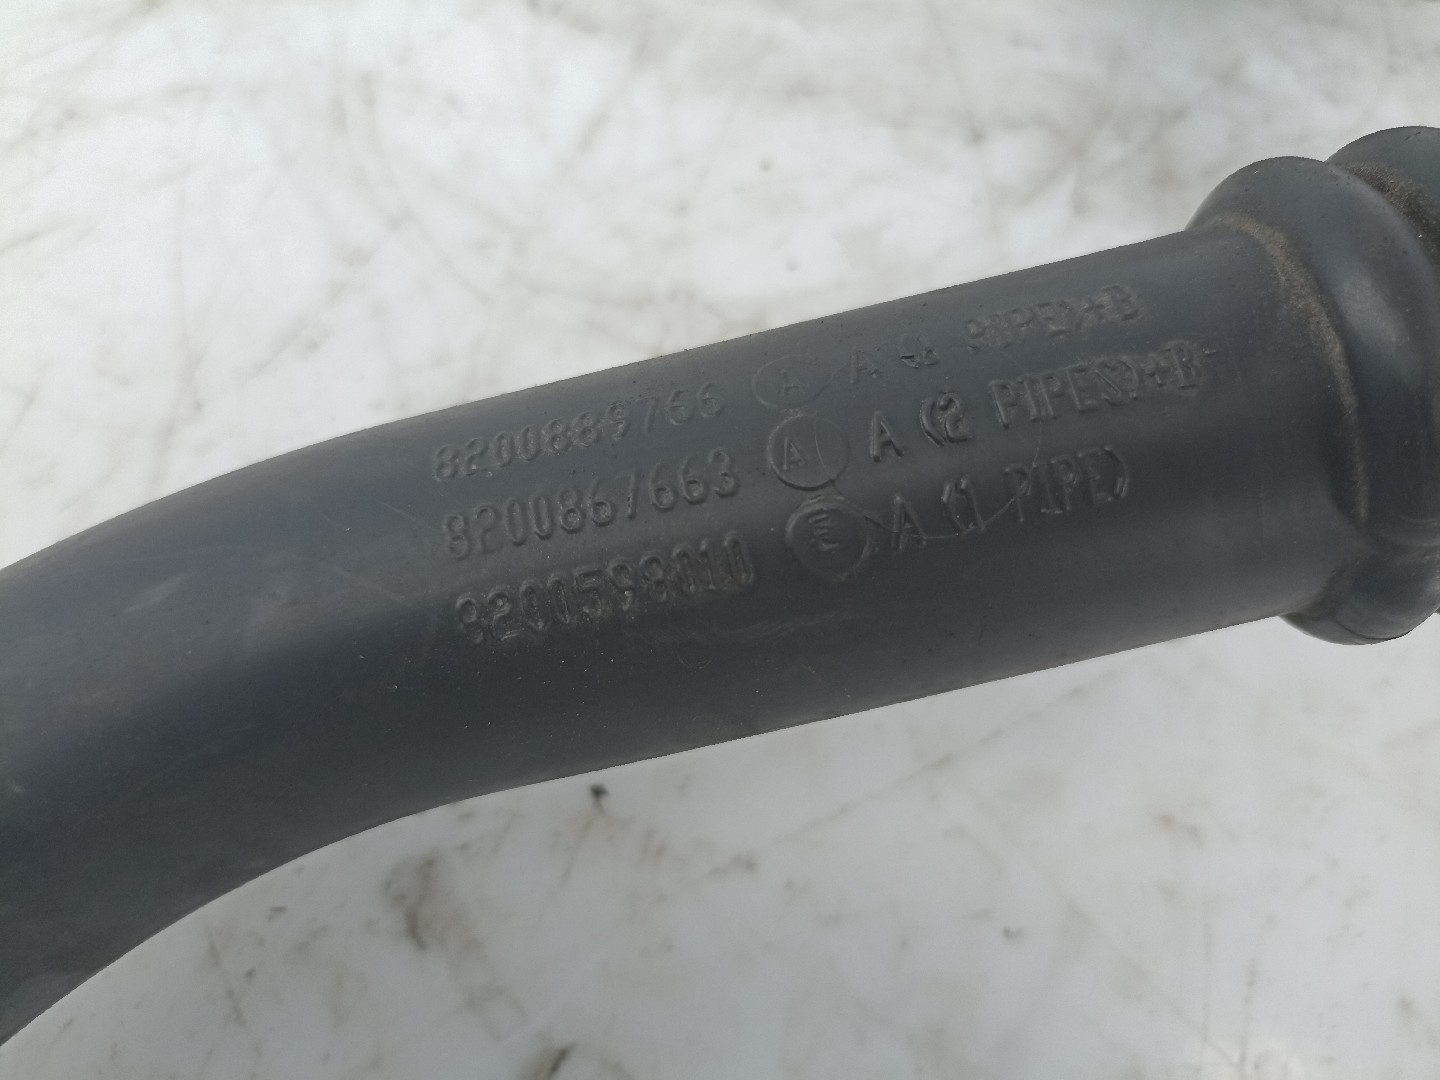 8200889766 A A (1 PIPE)+B
8200867663 A A (2 PIPES)+B
8200598010 E A (1 PIPE)